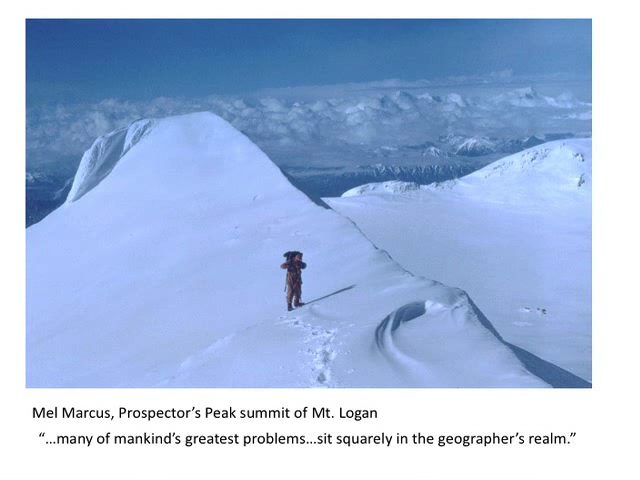 Mel Marcus, Prospector’s Peak summit of Mt. Logan
“…many of mankind’s greatest problems…sit squarely in the geographer’s realm.”